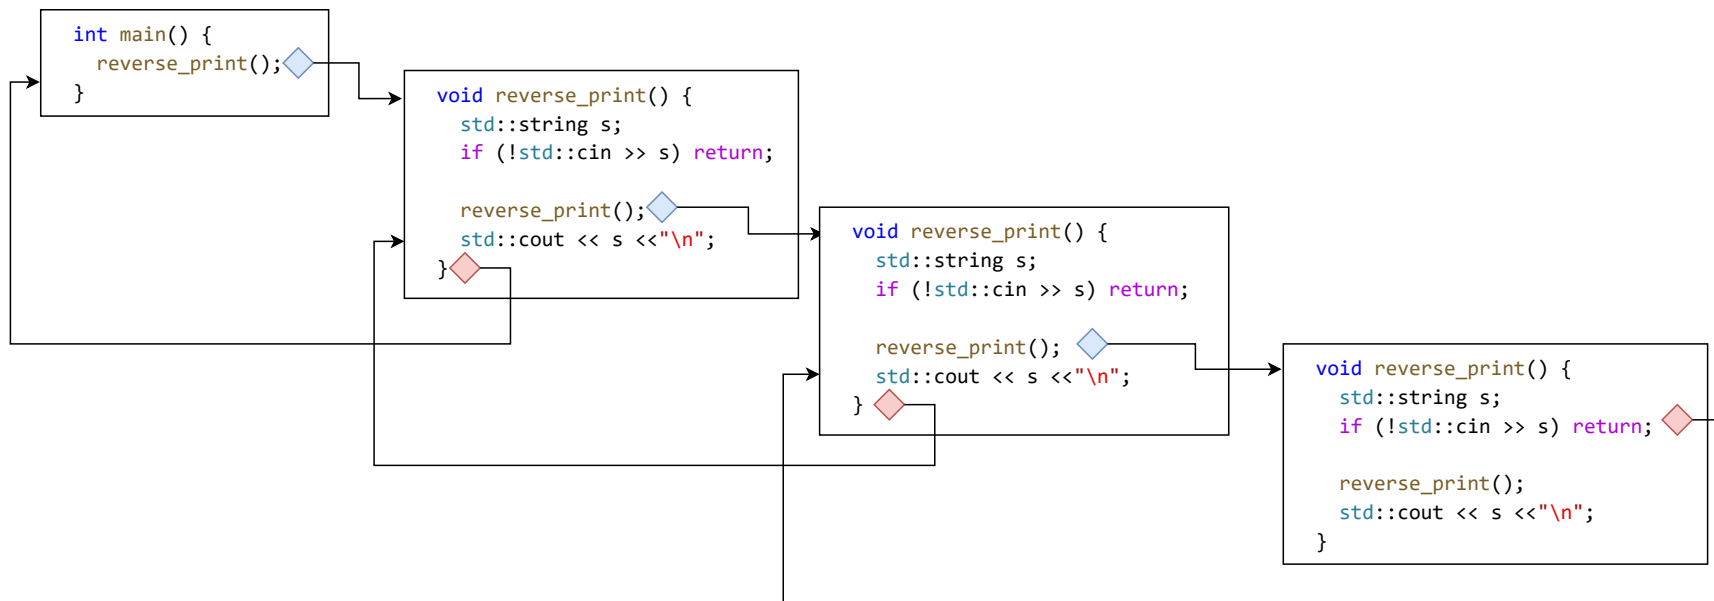 int main() {
reverse_print();
}
void reverse_print() {
std::string s;
if (!std::cin >> s) return;
reverse_print();
std::cout << s <<"\n";
}
void reverse_print() {
std::string s;
if (!std::cin >> s) return;
reverse_print();
std::cout << s <<"\n";
}
void reverse_print() {
std::string s;
if (!std::cin >> s) return;
reverse_print();
std::cout << s <<"\n";
}